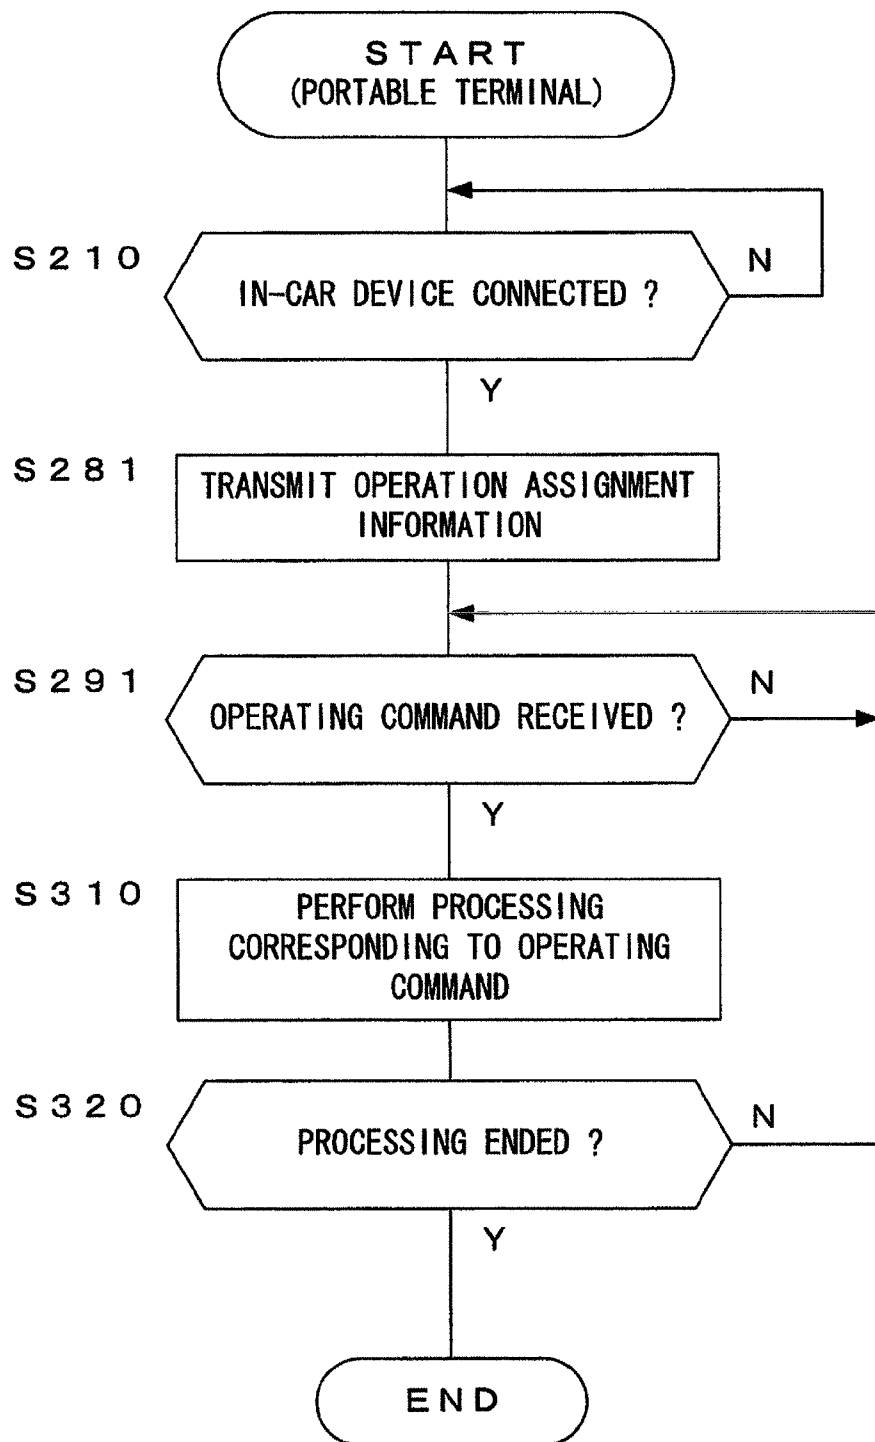 START
(PORTABLE TERMINAL)
S210
IN-CAR DEVICE CONNECTED ?
N
Y
S281
TRANSMIT OPERATION ASSIGNMENT
INFORMATION
S291
OPERATING COMMAND RECEIVED ?
N
Y
S310
PERFORM PROCESSING
CORRESPONDING TO OPERATING
COMMAND
S320
PROCESSING ENDED ?
N
Y
END